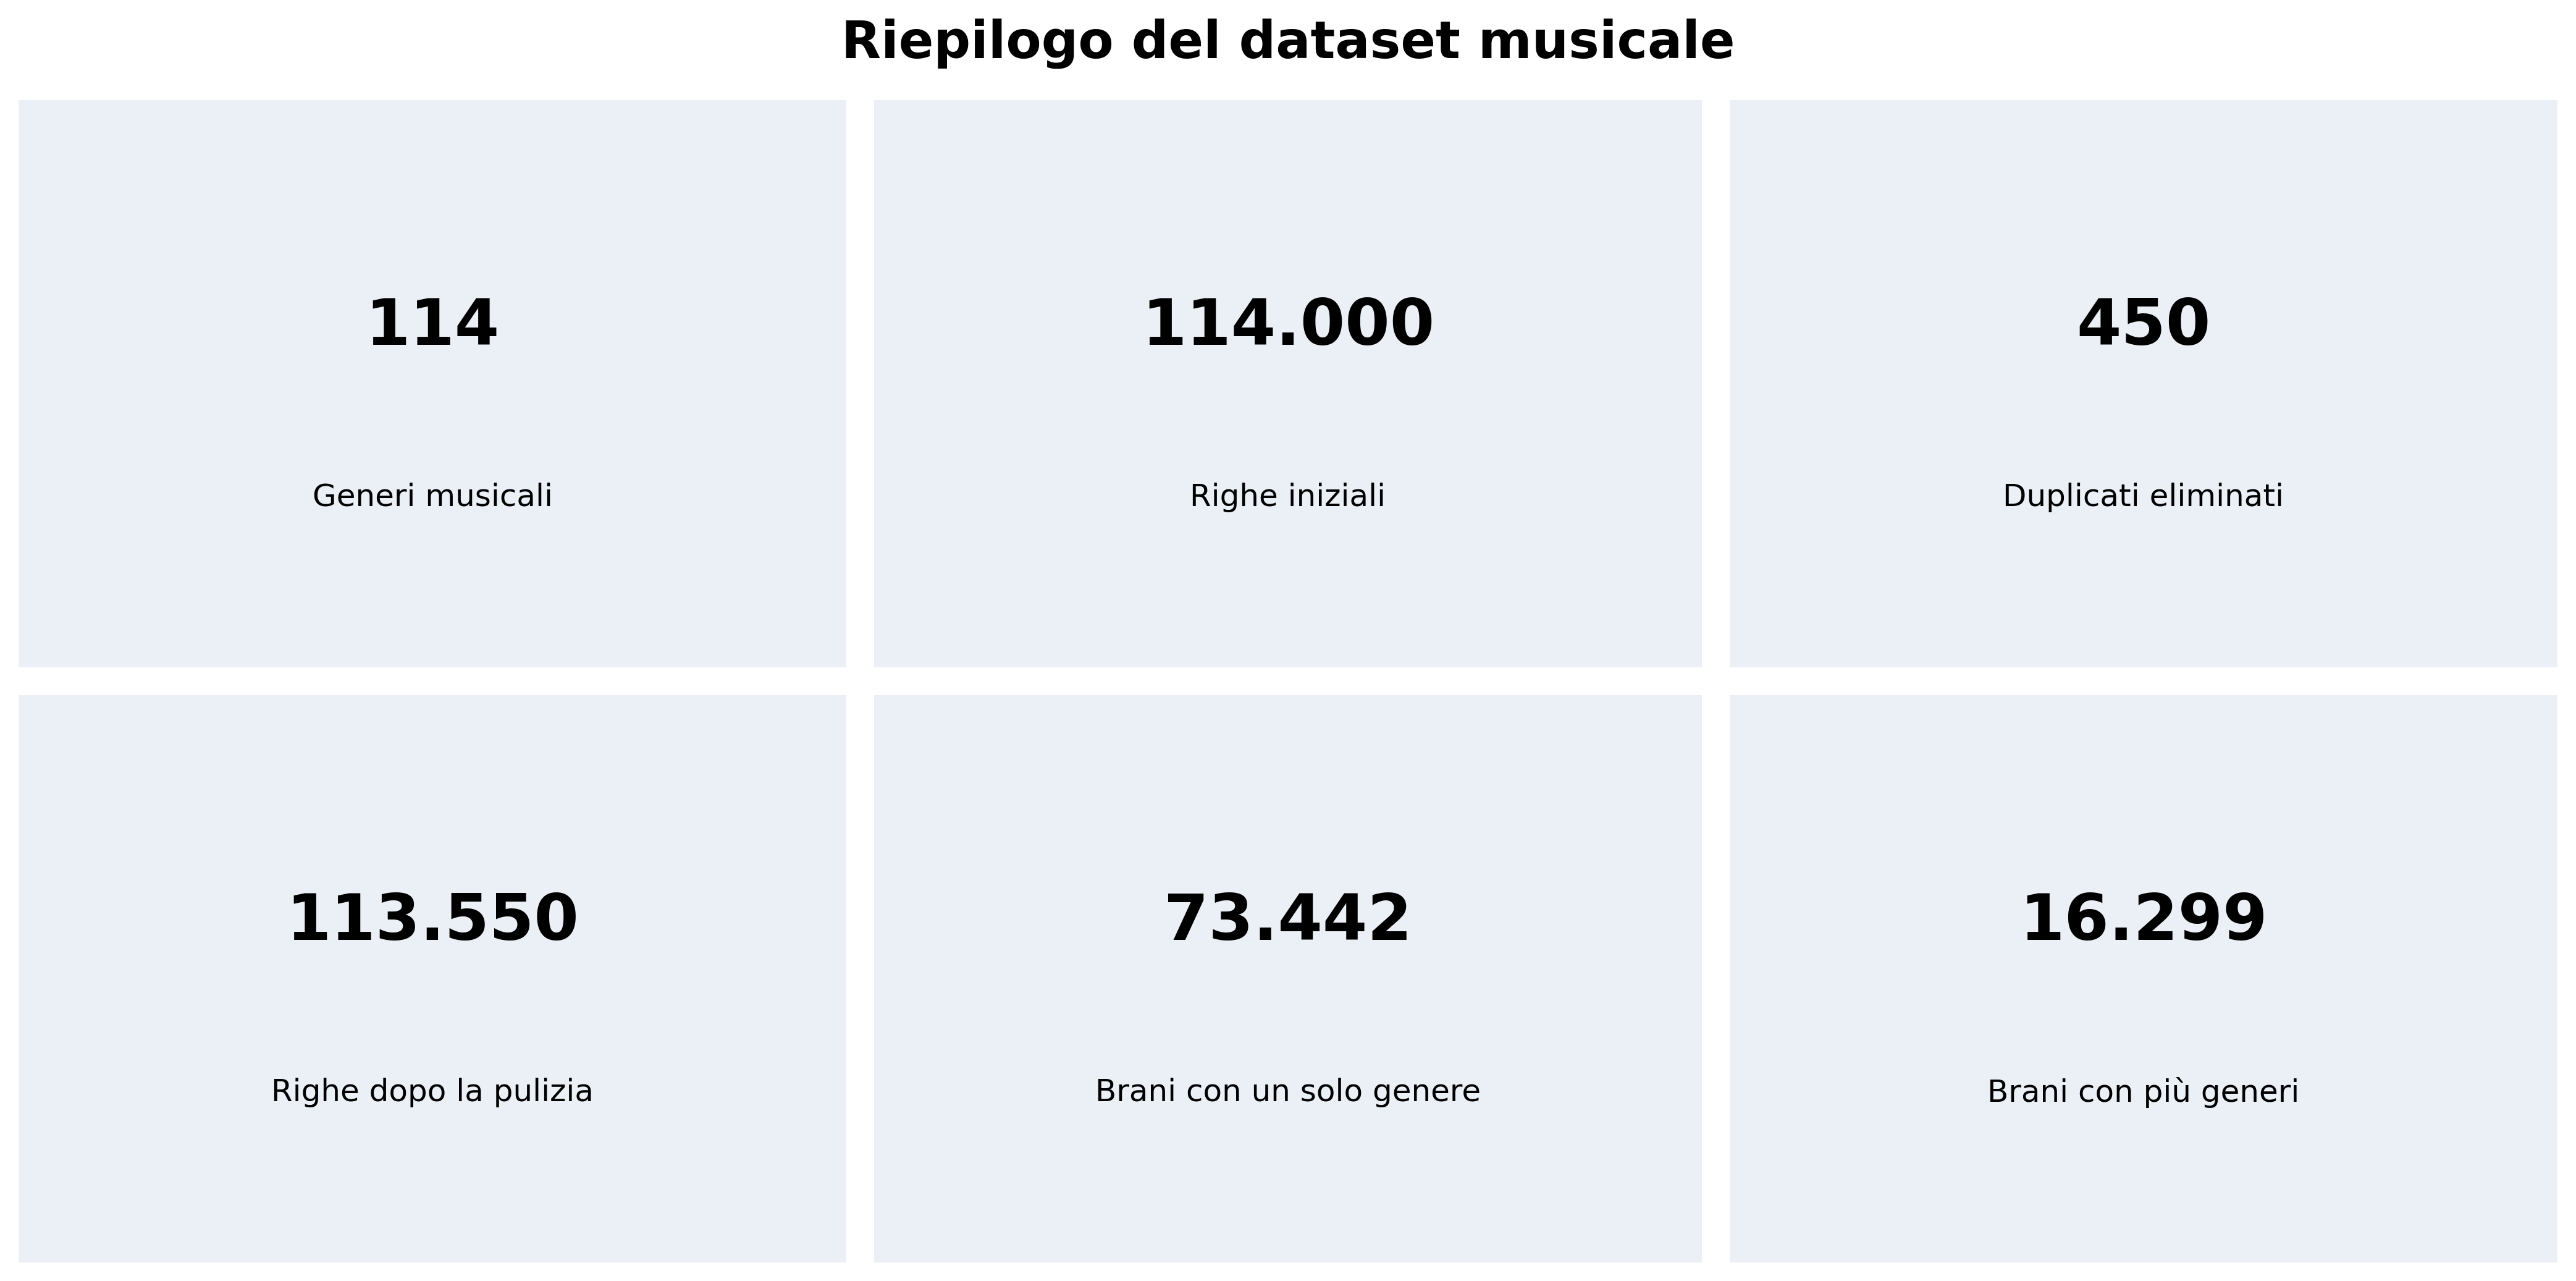 Riepilogo del dataset musicale
114
Generi musicali
114.000
Righe iniziali
450
Duplicati eliminati
113.550
Righe dopo la pulizia
73.442
Brani con un solo genere
16.299
Brani con più generi